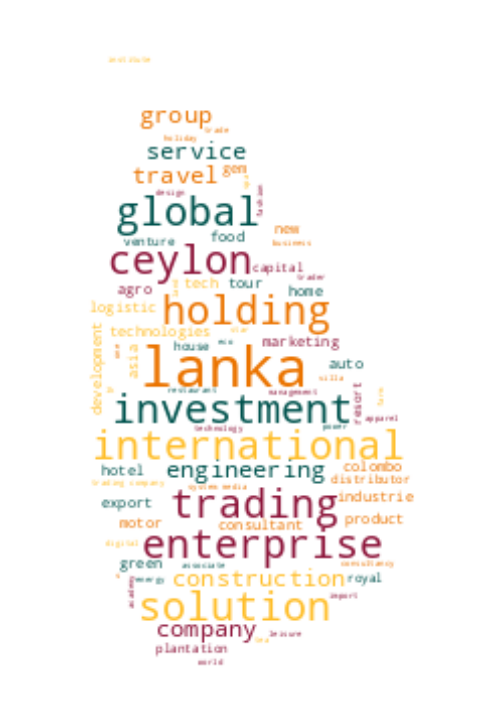 institute
group
trade
holiday
service
travel gem
design
fashion
global
new
venture food business
ceylon capital
trader
agro tech tour home
logistic holding
technologies
development
asia house eco marketing
lanka auto
villa
restaurant management resort farm
investment apparel
technology power
international
hotel engineering colombo
trading company distributor
system media
export trading industrie
motor consultant product
digital enterprise
green associate consultancy
energy construction royal
academy import
solution
company leisure
tea
plantation
world